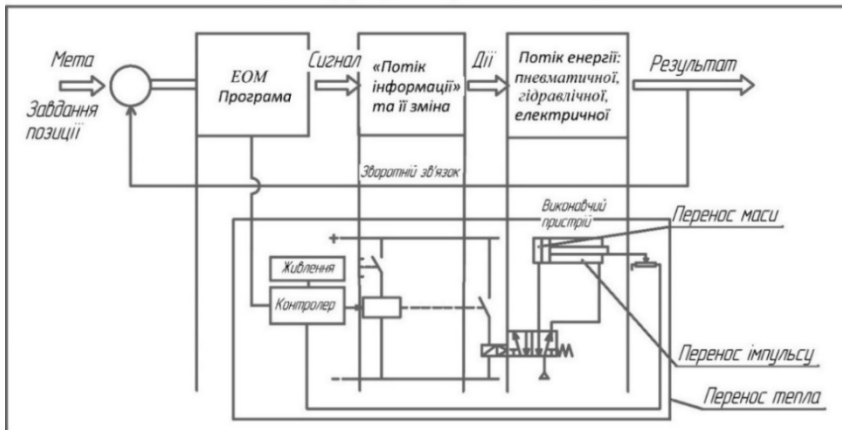 Мета
Завдання
позиції
ЕОМ
Програма
Сигнал
«Потік
інформації»
та її зміна
Дії
Потік енергії:
пневматичної,
гідравлічної,
електричної
Результат
Зворотній зв'язок
Виконавчий
пристрій
Перенос маси
+
Живлення
Контролер
-
Перенос імпульсу
Перенос тепла